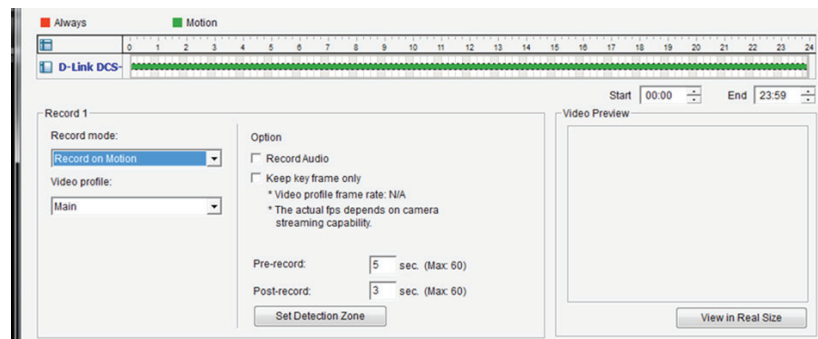 Always Motion
0 1 2 3 4 5 6 7 8 9 10 11 12 13 14 15 16 17 18 19 20 21 22 23 24
D-Link DCS-
Start 00:00 End 23:59
Record 1
Record mode:
Record on Motion
Video profile:
Main
Option
Record Audio
Keep key frame only
* Video profile frame rate: N/A
* The actual fps depends on camera
streaming capability.
Pre-record: 5 sec. (Max: 60)
Post-record: 3 sec. (Max: 60)
Set Detection Zone
Video Preview
View in Real Size